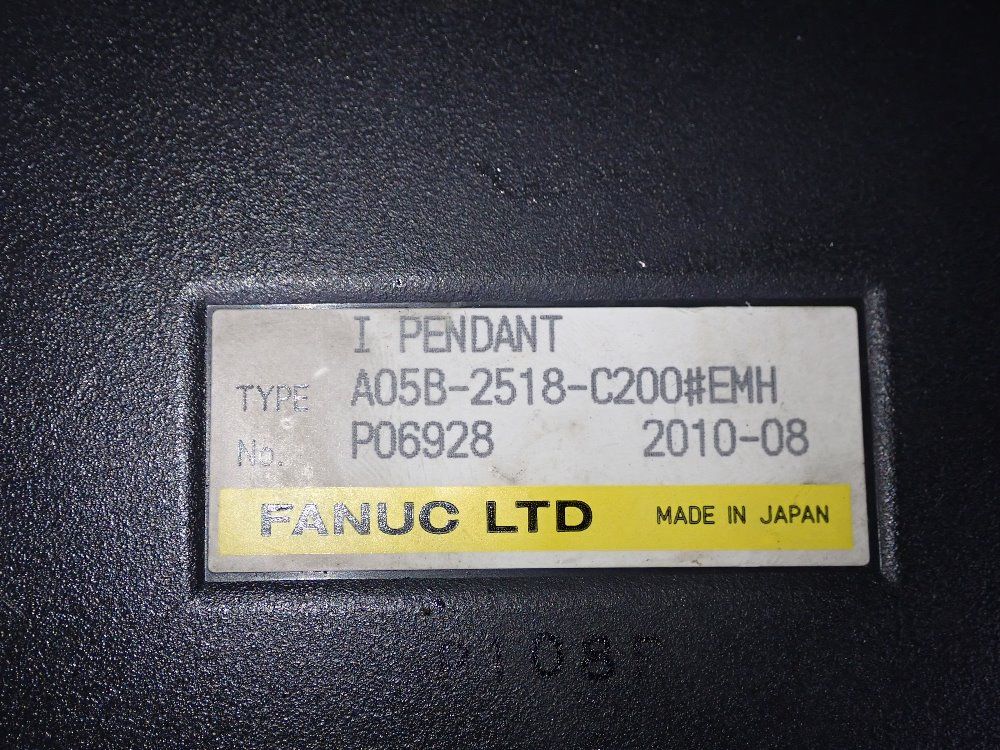 I PENDANT
TYPE A05B-2518-C200#EMH
No. P06928 2010-08
FANUC LTD MADE IN JAPAN